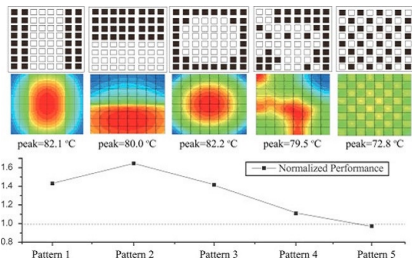 peak=82.1 °C peak=80.0 °C peak=82.2 °C peak=79.5 °C peak=72.8 °C
Normalized Performance
1.6
1.4
1.2
1.0
0.8
Pattern 1 Pattern 2 Pattern 3 Pattern 4 Pattern 5